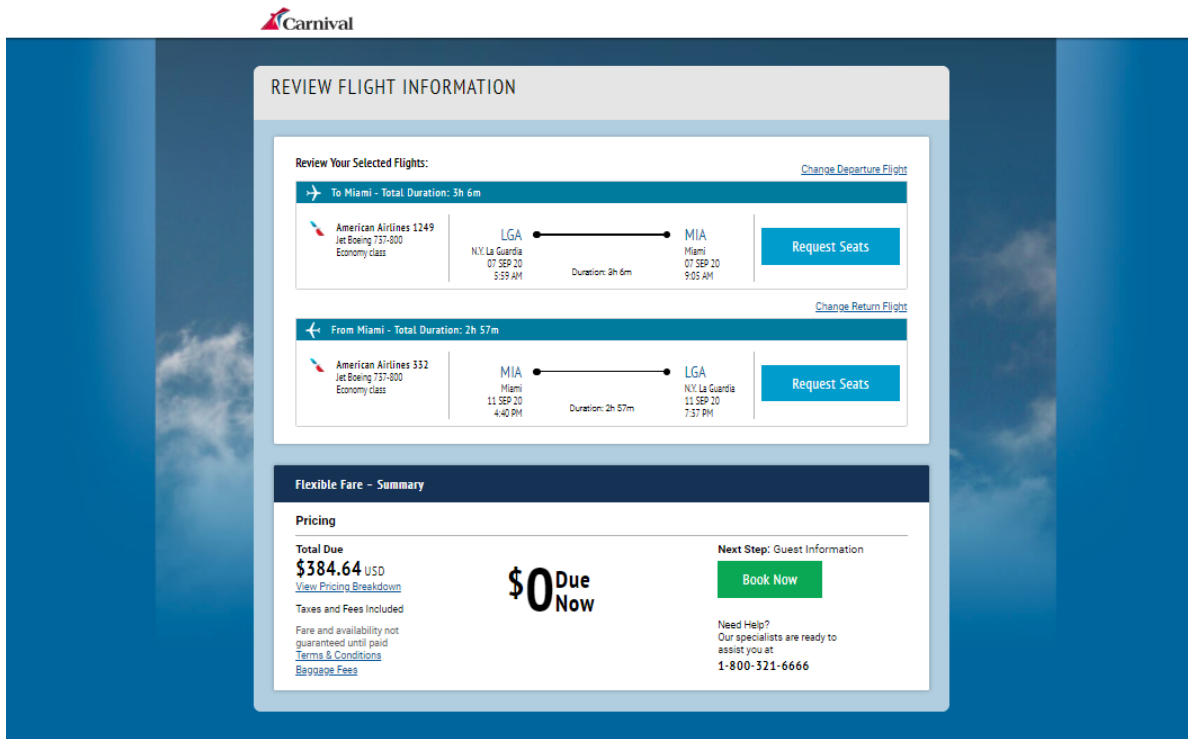 Carnival
REVIEW FLIGHT INFORMATION
Review Your Selected Flights:
Change Departure Flight
To Miami - Total Duration: 3h 6m
American Airlines 1249
Jet Boeing 737-800
Economy class
LGA
N.Y. La Guardia
07 SEP 20
5:59 AM
Duration: 3h 6m
MIA
Miami
07 SEP 20
9:05 AM
Request Seats
Change Return Flight
From Miami - Total Duration: 2h 57m
American Airlines 332
Jet Boeing 737-800
Economy class
MIA
Miami
11 SEP 20
4:40 PM
Duration: 2h 57m
LGA
N.Y. La Guardia
11 SEP 20
7:37 PM
Request Seats
Flexible Fare – Summary
Pricing
Total Due
$384.64 USD
View Pricing Breakdown
Taxes and Fees Included
Fare and availability not
guaranteed until paid
Terms & Conditions
Baggage Fees
$0 Due
Now
Next Step: Guest Information
Book Now
Need Help?
Our specialists are ready to
assist you at
1-800-321-6666